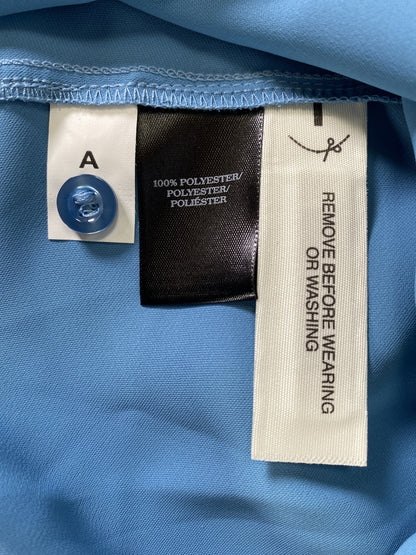 A
100% POLYESTER/
POLYESTER/
POLIÉSTER
REMOVE BEFORE WEARING
OR WASHING